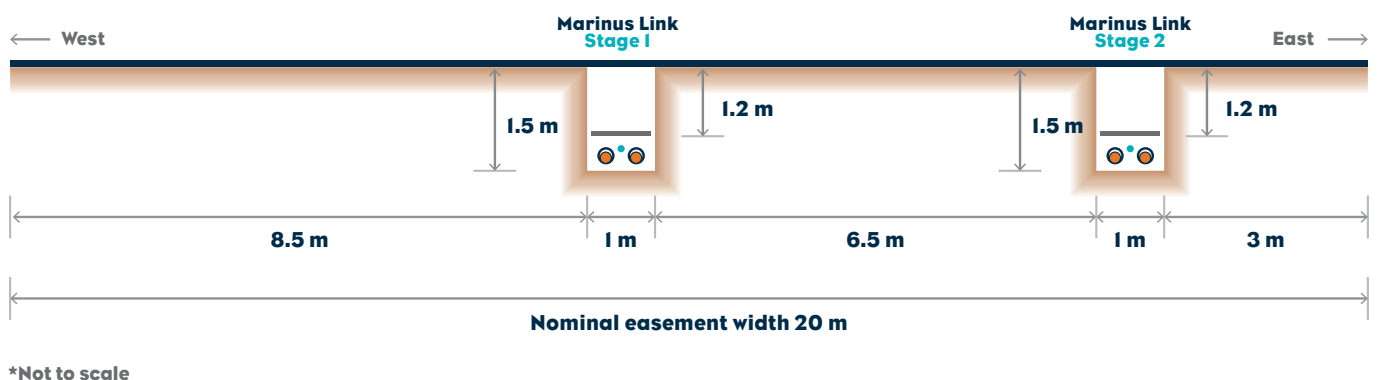 West
Marinus Link
Stage 1
Marinus Link
Stage 2
East
1.5 m
1.2 m
1.5 m
1.2 m
8.5 m
1 m
6.5 m
1 m
3 m
Nominal easement width 20 m
*Not to scale